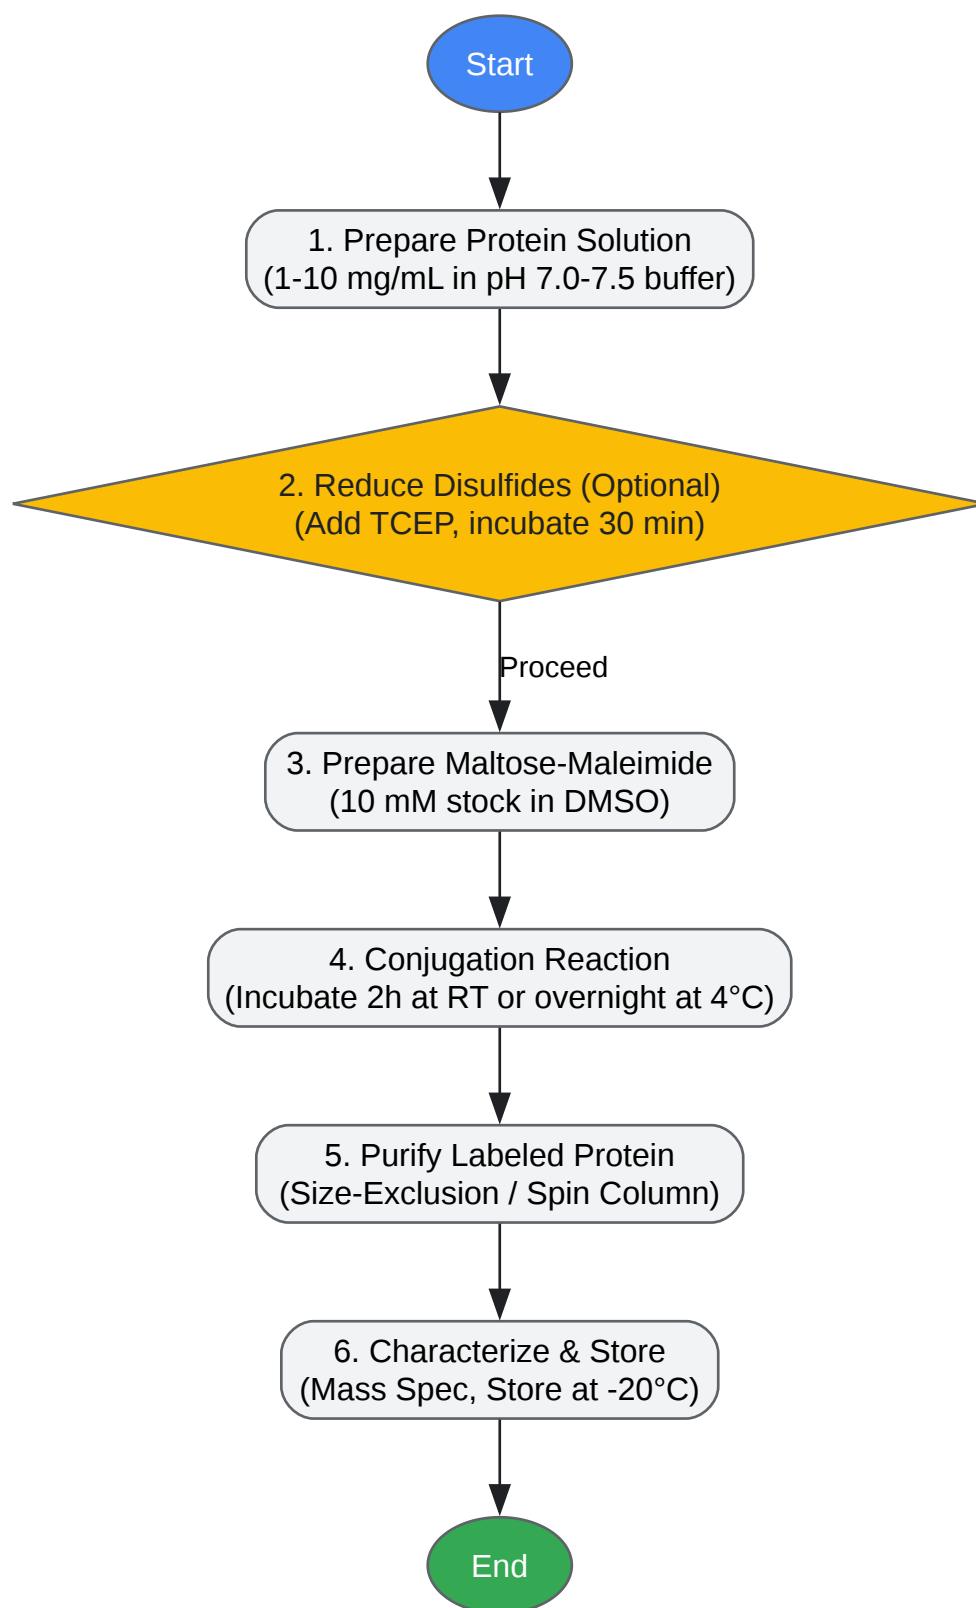 Start
1. Prepare Protein Solution
(1-10 mg/mL in pH 7.0-7.5 buffer)
2. Reduce Disulfides (Optional)
(Add TCEP, incubate 30 min)
Proceed
3. Prepare Maltose-Maleimide
(10 mM stock in DMSO)
4. Conjugation Reaction
(Incubate 2h at RT or overnight at 4°C)
5. Purify Labeled Protein
(Size-Exclusion / Spin Column)
6. Characterize & Store
(Mass Spec, Store at -20°C)
End